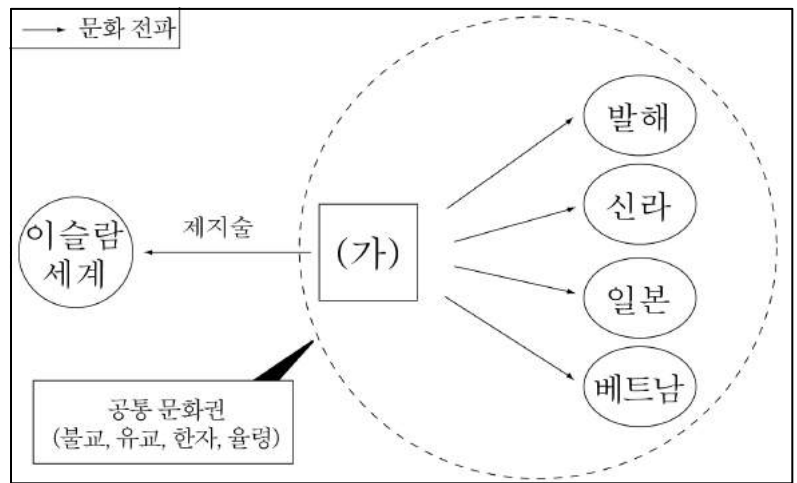 → 문화 전파
발해
신라
일본
베트남
(가)
제지술
이슬람
세계
공통 문화권
(불교, 유교, 한자, 율령)